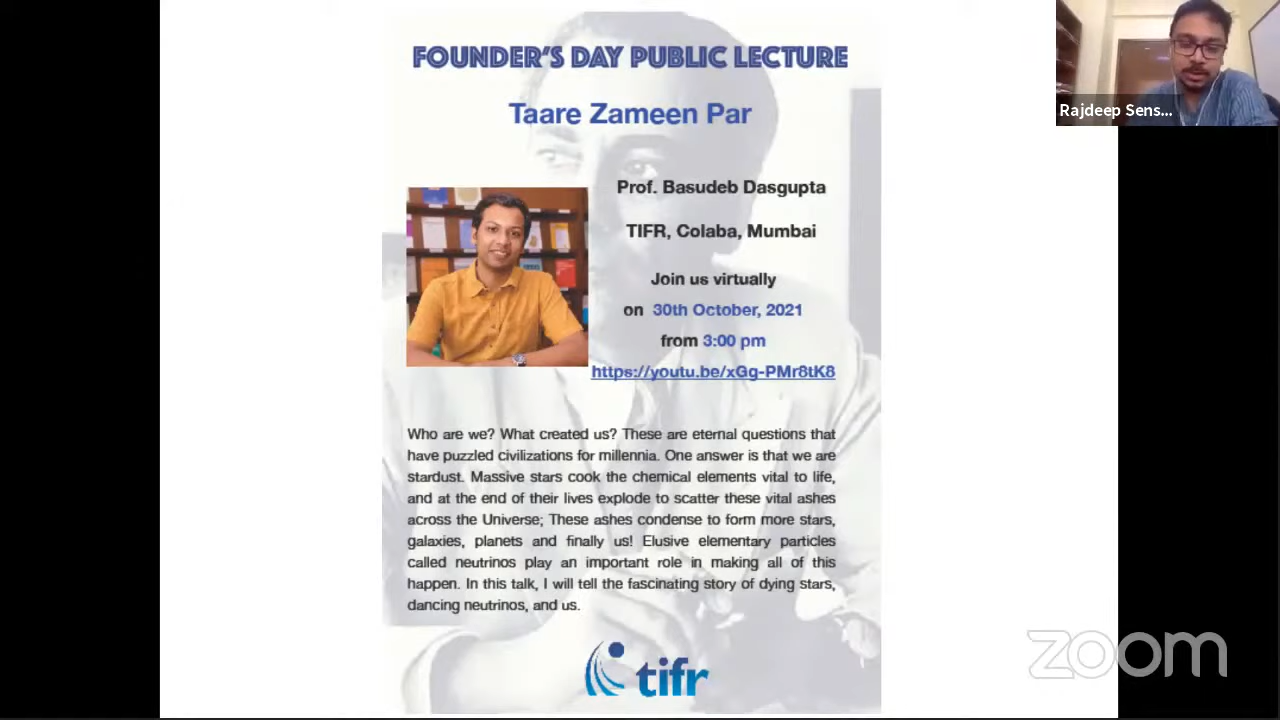 FOUNDER'S DAY PUBLIC LECTURE
Taare Zameen Par
Prof. Basudeb Dasgupta
TIFR, Colaba, Mumbai
Join us virtually
on 30th October, 2021
from 3:00 pm
https://youtu.be/xGg-PMr8tK8
Who are we? What created us? These are eternal questions that
have puzzled civilizations for millennia. One answer is that we are
stardust. Massive stars cook the chemical elements vital to life,
and at the end of their lives explode to scatter these vital ashes
across the Universe; These ashes condense to form more stars,
galaxies, planets and finally us! Elusive elementary particles
called neutrinos play an important role in making all of this
happen. In this talk, I will tell the fascinating story of dying stars,
dancing neutrinos, and us.
tifr
Rajdeep Sens...
zoom